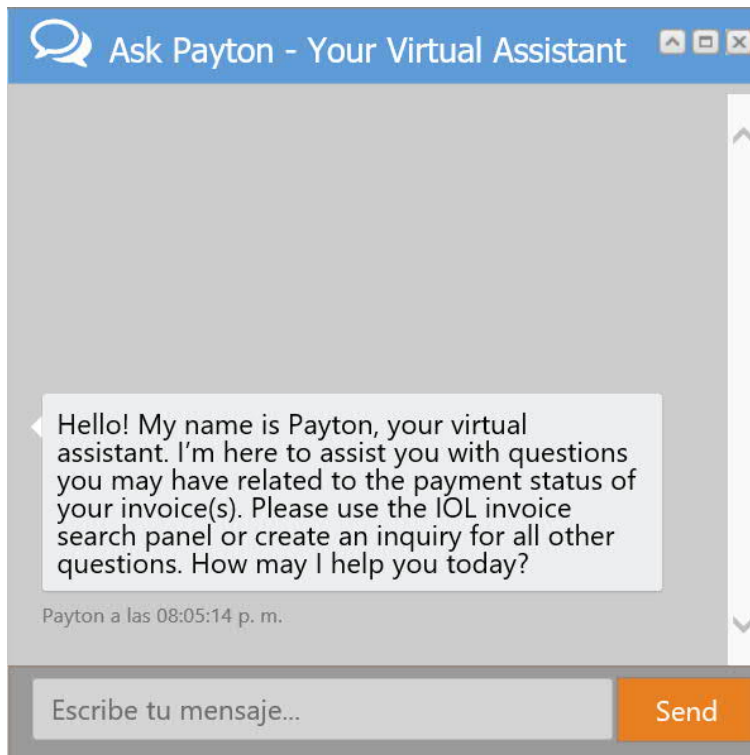 Ask Payton - Your Virtual Assistant
Hello! My name is Payton, your virtual
assistant. I’m here to assist you with questions
you may have related to the payment status of
your invoice(s). Please use the IOL invoice
search panel or create an inquiry for all other
questions. How may I help you today?
Payton a las 08:05:14 p. m.
Escribe tu mensaje...
Send